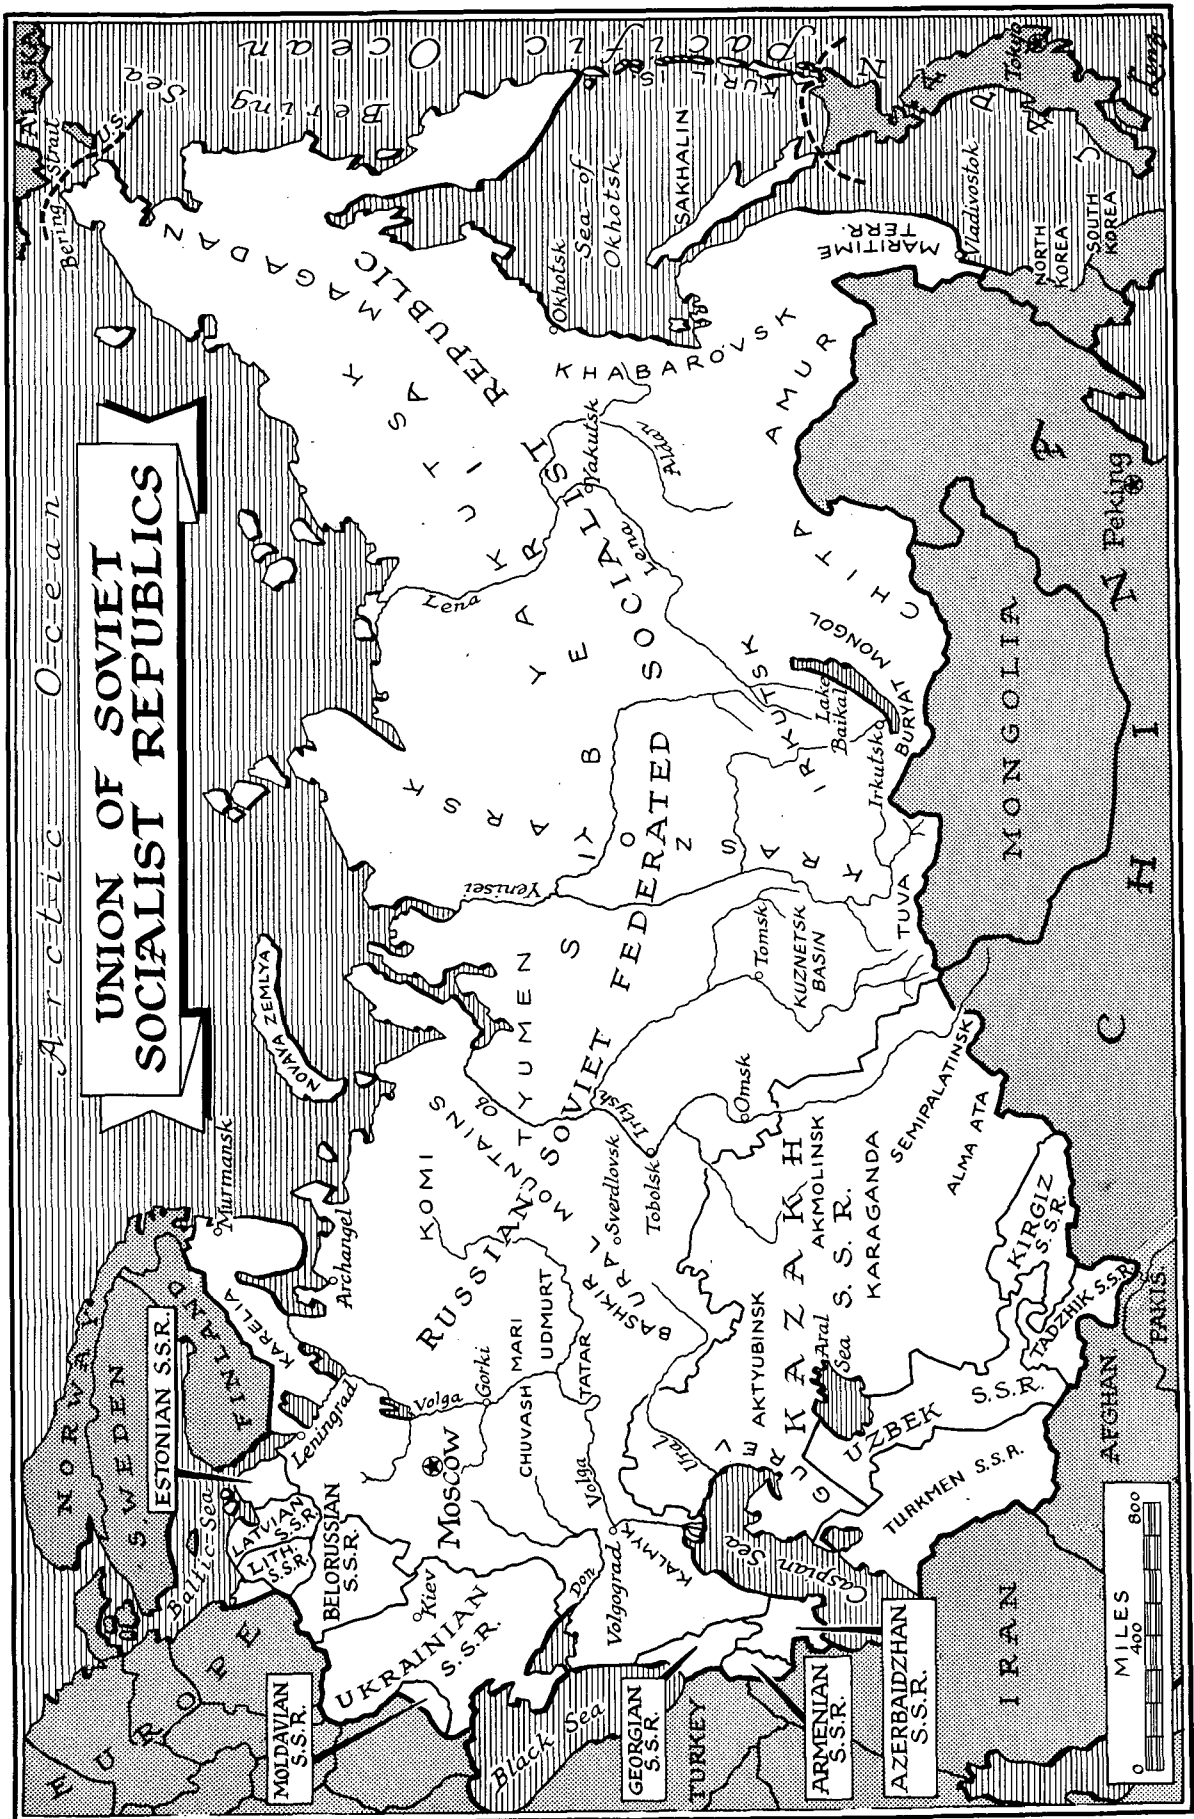 UNION OF SOVIET
SOCIALIST REPUBLICS
Arctic Ocean
ALASKA
Bering Strait
U.S.
Bering Sea
Pacific Ocean
NORWAY
SWEDEN
FINLAND
EUROPE
Baltic Sea
ESTONIAN S.S.R.
LATVIAN
S.S.R.
LITH.
S.S.R.
BELORUSSIAN
S.S.R.
UKRAINIAN
S.S.R.
Kiev
MOLDAVIAN
S.S.R.
Black Sea
GEORGIAN
S.S.R.
TURKEY
ARMENIAN
S.S.R.
AZERBAIDZHAN
S.S.R.
IRAN
Caspian
Sea
Murmansk
KARELIA
Leningrad
Archangel
NOVAYA ZEMLYA
MOSCOW
Volga
Gorki
CHUVASH
MARI
UDMURT
TATAR
BASHKIR
KOMI
URAL MOUNTAINS
Volga
Don
Volgograd
KALMYK
Ural
GUREL
AKTYUBINSK
Aral
Sea
KAZAKH
S.S.R.
AKMOLINSK
KARAGANDA
SEMIPALATINSK
ALMA ATA
KIRGIZ
S.S.R.
TADZHIK S.S.R.
UZBEK S.S.R.
TURKMEN S.S.R.
AFGHAN
PAKIS
RUSSIAN SOVIET FEDERATED SOCIALIST REPUBLIC
Sverdlovsk
Tobolsk
Irtysh
Ob
Omsk
TYUMEN
Tomsk
KUZNETSK
BASIN
Yenisei
SIYBEYA
KRASNOYARSK
TUVA
IRKUTSK
Irkutsk
Lake
Baikal
BURYAT MONGOL
CHITA
Lena
Lena
YAKUTSK
Yakutsk
Aldan
MAGADAN
KHABAROVSK
AMUR
Okhotsk
Sea of
Okhotsk
SAKHALIN
KURILS
MARITIME
TERR.
Vladivostok
NORTH
KOREA
SOUTH
KOREA
JAPAN
Tokyo
MONGOLIA
CHINA
Peking
MILES
0 400 800
Lenz